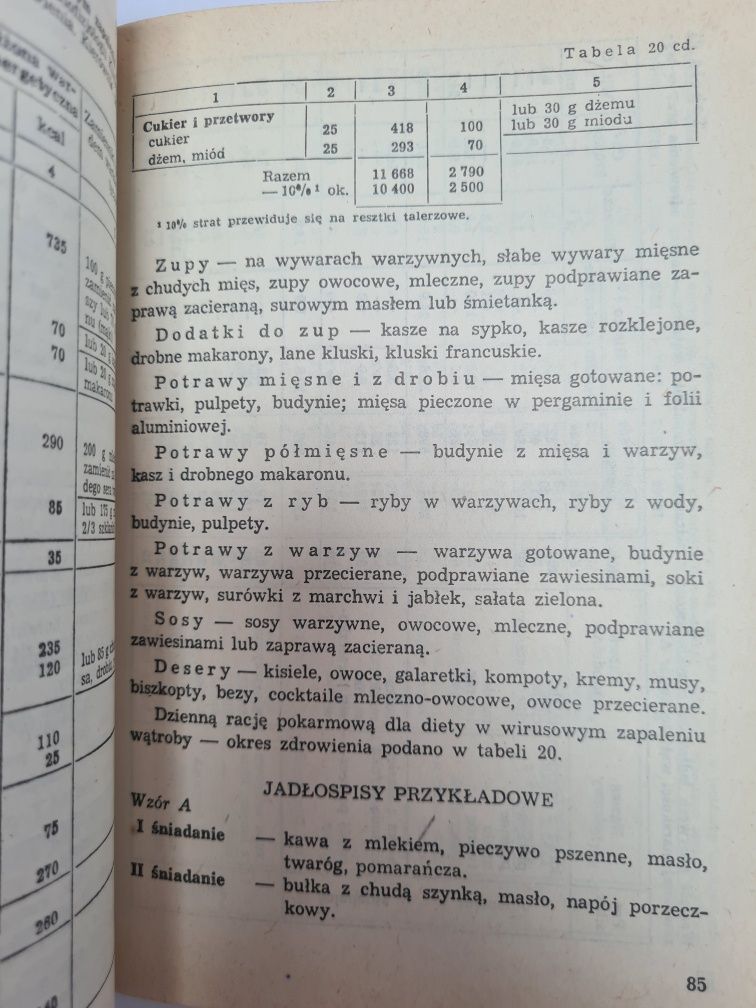 kcal
4
735
70
70
290
200 g
85
lub 175 g
2/3
35
235
120
110
25
75
270
260
Tabela 20 cd.
1 2 3 4 5
Cukier i przetwory
cukier 25 418 100 lub 30 g dżemu
dżem, miód 25 293 70 lub 30 g miodu
Razem 11 668 2 790
— 10% ¹ ok. 10 400 2 500
¹ 10% strat przewiduje się na resztki talerzowe.
Zupy — na wywarach warzywnych, słabe wywary mięsne
z chudych mięs, zupy owocowe, mleczne, zupy podprawiane za-
prawą zacieraną, surowym masłem lub śmietanką.
Dodatki do zup — kasze na sypko, kasze rozklejone,
drobne makarony, lane kluski, kluski francuskie.
Potrawy mięsne i z drobiu — mięsa gotowane: po-
trawki, pulpety, budynie; mięsa pieczone w pergaminie i folii
aluminiowej.
Potrawy półmięsne — budynie z mięsa i warzyw,
kasz i drobnego makaronu.
Potrawy z ryb — ryby w warzywach, ryby z wody,
budynie, pulpety.
Potrawy z warzyw — warzywa gotowane, budynie
z warzyw, warzywa przecierane, podprawiane zawiesinami, soki
z warzyw, surówki z marchwi i jabłek, sałata zielona.
Sosy — sosy warzywne, owocowe, mleczne, podprawiane
zawiesinami lub zaprawą zacieraną.
Desery — kisiele, owoce, galaretki, kompoty, kremy, musy,
biszkopty, bezy, cocktaile mleczno-owocowe, owoce przecierane.
Dzienną rację pokarmową dla diety w wirusowym zapaleniu
wątroby — okres zdrowienia podano w tabeli 20.
JADŁOSPISY PRZYKŁADOWE
Wzór A
I śniadanie — kawa z mlekiem, pieczywo pszenne, masło,
twaróg, pomarańcza.
II śniadanie — bułka z chudą szynką, masło, napój porzecz-
kowy.
85